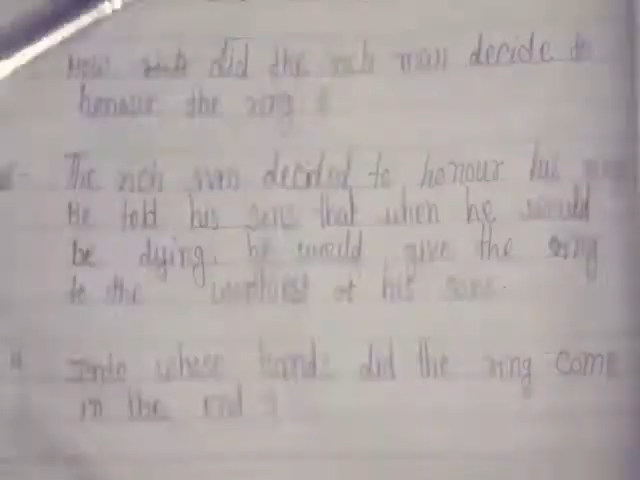 How did the rich man decide to
honour the ring ?
The rich man decided to honour his ring
He told his sons that when he would
be dying, he would give the ring
to the worthiest of his sons.
Into whose hands did the ring come
in the end ?